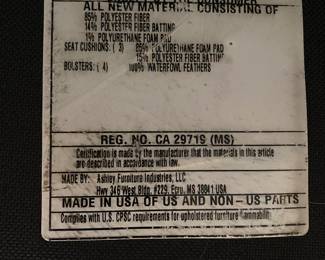 ALL NEW MATERIAL CONSISTING OF
85% POLYESTER FIBER
14% POLYESTER FIBER BATTING
1% POLYURETHANE FOAM PAD
SEAT CUSHIONS: ( 3) 85% POLYURETHANE FOAM PAD
15% POLYESTER FIBER BATTING
BOLSTERS: ( 4) 100% WATERFOWL FEATHERS
REG. NO. CA 29719 (MS)
Certification is made by the manufacturer that the materials in this article
are described in accordance with law.
MADE BY: Ashley Furniture Industries, LLC
Hwy 346 West Bldg. #229, Ecru, MS 38841 USA
MADE IN USA OF US AND NON - US PARTS
Complies with U.S. CPSC requirements for upholstered furniture flammability